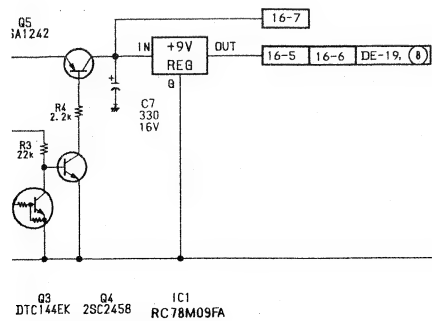 Q5
SA1242
16-7
IN
+9V
REG
OUT
16-5 16-6 DE-19, 8
G
R4
2.2k
+
C7
330
16V
R3
22k
Q3
DTC144EK
Q4
2SC2458
IC1
RC78M09FA